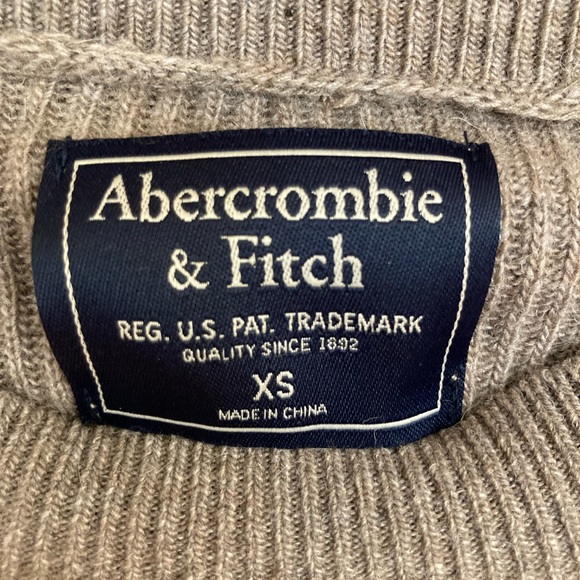 Abercrombie
& Fitch
REG. U.S. PAT. TRADEMARK
QUALITY SINCE 1892
XS
MADE IN CHINA